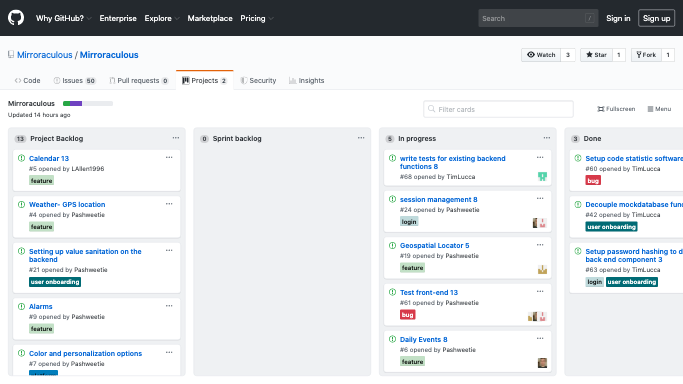 Why GitHub? Enterprise Explore Marketplace Pricing Search / Sign in Sign up
Mirroraculous / Mirroraculous Watch 3 Star 1 Fork 1
Code Issues 50 Pull requests 0 Projects 2 Security Insights
Mirroraculous
Updated 14 hours ago
Filter cards Fullscreen Menu
13 Project Backlog
Calendar 13
#5 opened by LAllen1996
feature
Weather- GPS location
#4 opened by Pashweetie
feature
Setting up value sanitation on the
backend
#21 opened by Pashweetie
user onboarding
Alarms
#9 opened by Pashweetie
feature
Color and personalization options
#7 opened by Pashweetie
0 Sprint backlog
5 In progress
write tests for existing backend
functions 8
#68 opened by TimLucca
session management 8
#24 opened by Pashweetie
login
Geospatial Locator 5
#19 opened by Pashweetie
feature
Test front-end 13
#61 opened by Pashweetie
bug
Daily Events 8
#6 opened by Pashweetie
feature
3 Done
Setup code statistic software
#60 opened by TimLucca
bug
Decouple mockdatabase func
#42 opened by TimLucca
user onboarding
Setup password hashing to d
back end component 3
#63 opened by TimLucca
login user onboarding